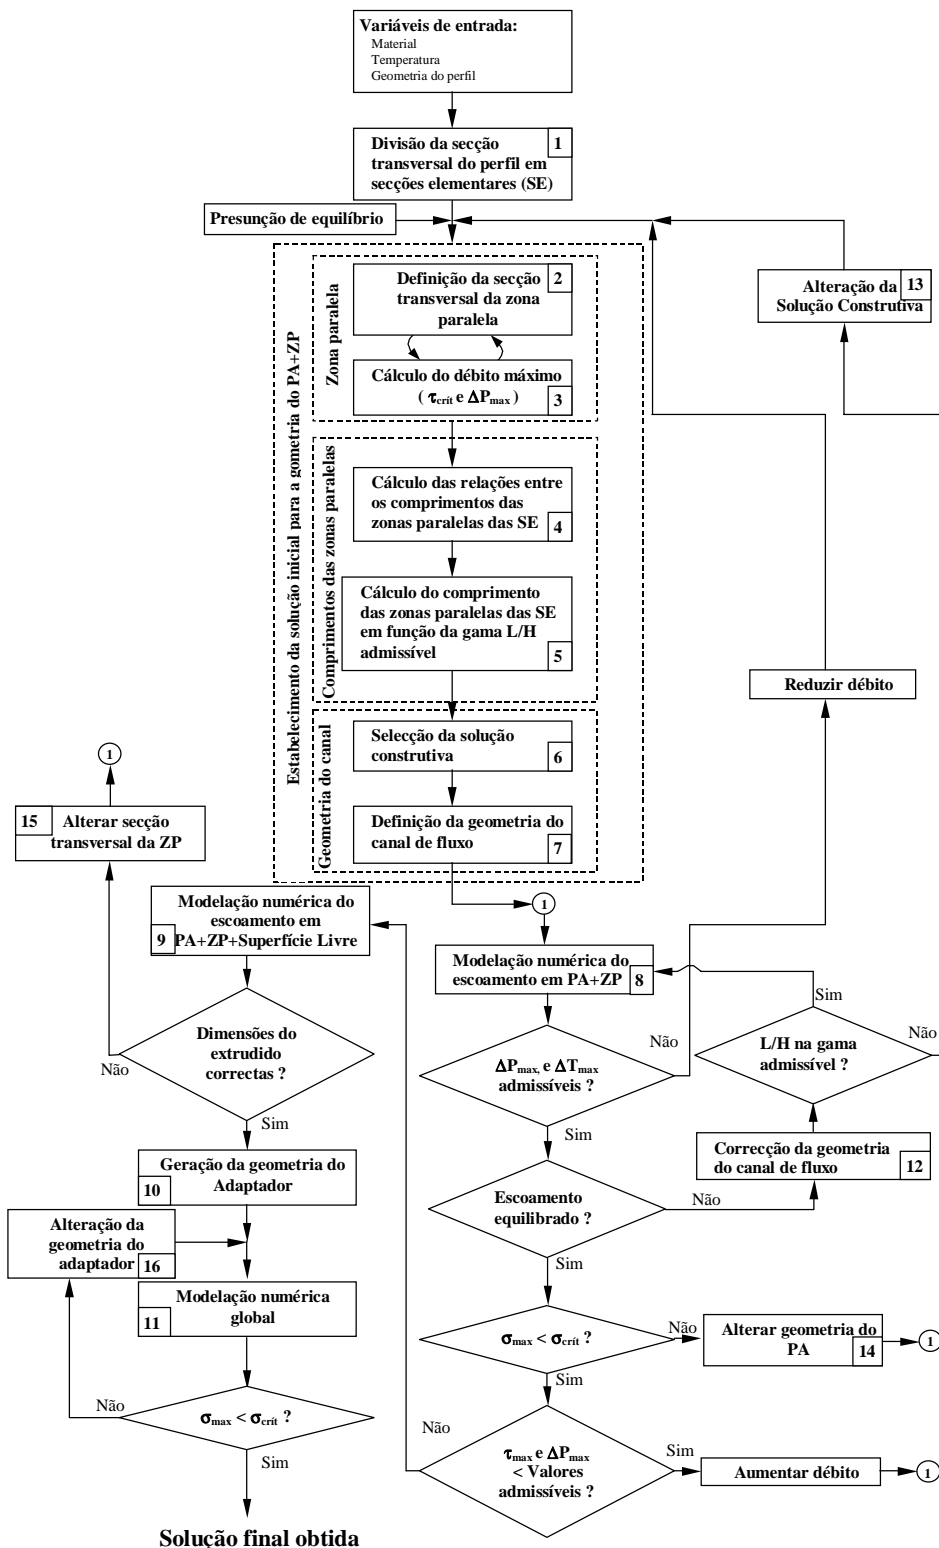 Variáveis de entrada:
Material
Temperatura
Geometria do perfil
Divisão da secção
transversal do perfil em
secções elementares (SE)
1
Presunção de equilíbrio
Estabelecimento da solução inicial para a gometria do PA+ZP
Zona paralela
Definição da secção
transversal da zona
paralela
2
Cálculo do débito máximo
( τcrít e ΔPmax )
3
Comprimentos das zonas paralelas
Cálculo das relações entre
os comprimentos das
zonas paralelas das SE
4
Cálculo do comprimento
das zonas paralelas das SE
em função da gama L/H
admissível
5
Geometria do canal
Selecção da solução
construtiva
6
Definição da geometria do
canal de fluxo
7
Alteração da
Solução Construtiva
13
Reduzir débito
1
15
Alterar secção
transversal da ZP
Modelação numérica do
escoamento em
PA+ZP+Superfície Livre
9
1
Modelação numérica do
escoamento em PA+ZP
8
Sim
Dimensões do
extrudido
correctas ?
Não
Sim
ΔPmax, e ΔTmax
admissíveis ?
Não
Sim
L/H na gama
admissível ?
Não
Correcção da geometria
do canal de fluxo
12
Geração da geometria do
Adaptador
10
Escoamento
equilibrado ?
Não
Sim
Alteração da
geometria do
adaptador
16
Modelação numérica
global
11
σmax < σcrít ?
Não
Sim
Alterar geometria do
PA
14
1
σmax < σcrít ?
Não
Sim
τmax e ΔPmax
< Valores
admissíveis ?
Não
Sim
Aumentar débito
1
Solução final obtida